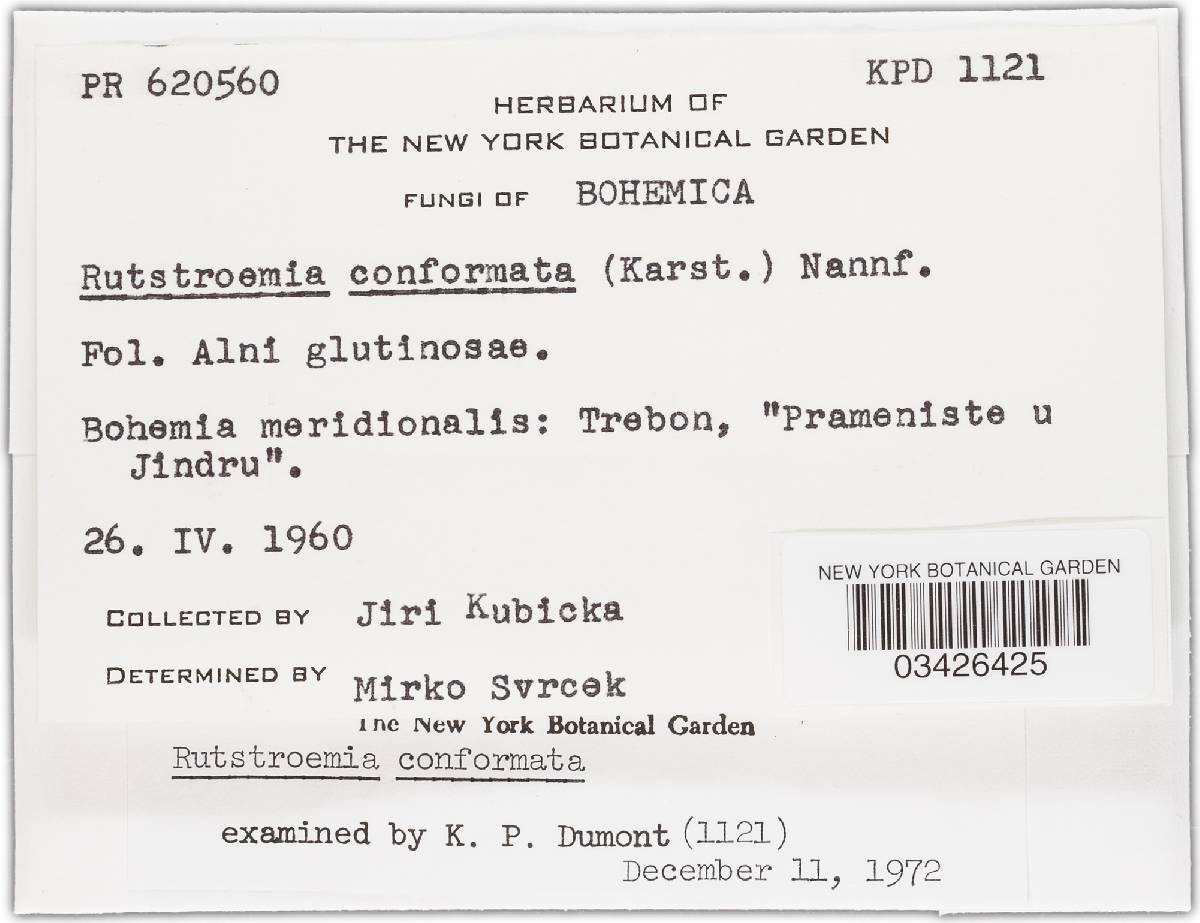 PR 620560
KPD 1121
HERBARIUM OF
THE NEW YORK BOTANICAL GARDEN
FUNGI OF BOHEMICA
Rutstroemia conformata (Karst.) Nannf.
Fol. Alni glutinosae.
Bohemia meridionalis: Trebon, "Prameniste u
Jindru".
26. IV. 1960
COLLECTED BY Jiri Kubicka
DETERMINED BY Mirko Svrcek
NEW YORK BOTANICAL GARDEN
03426425
The New York Botanical Garden
Rutstroemia conformata
examined by K. P. Dumont (1121)
December 11, 1972